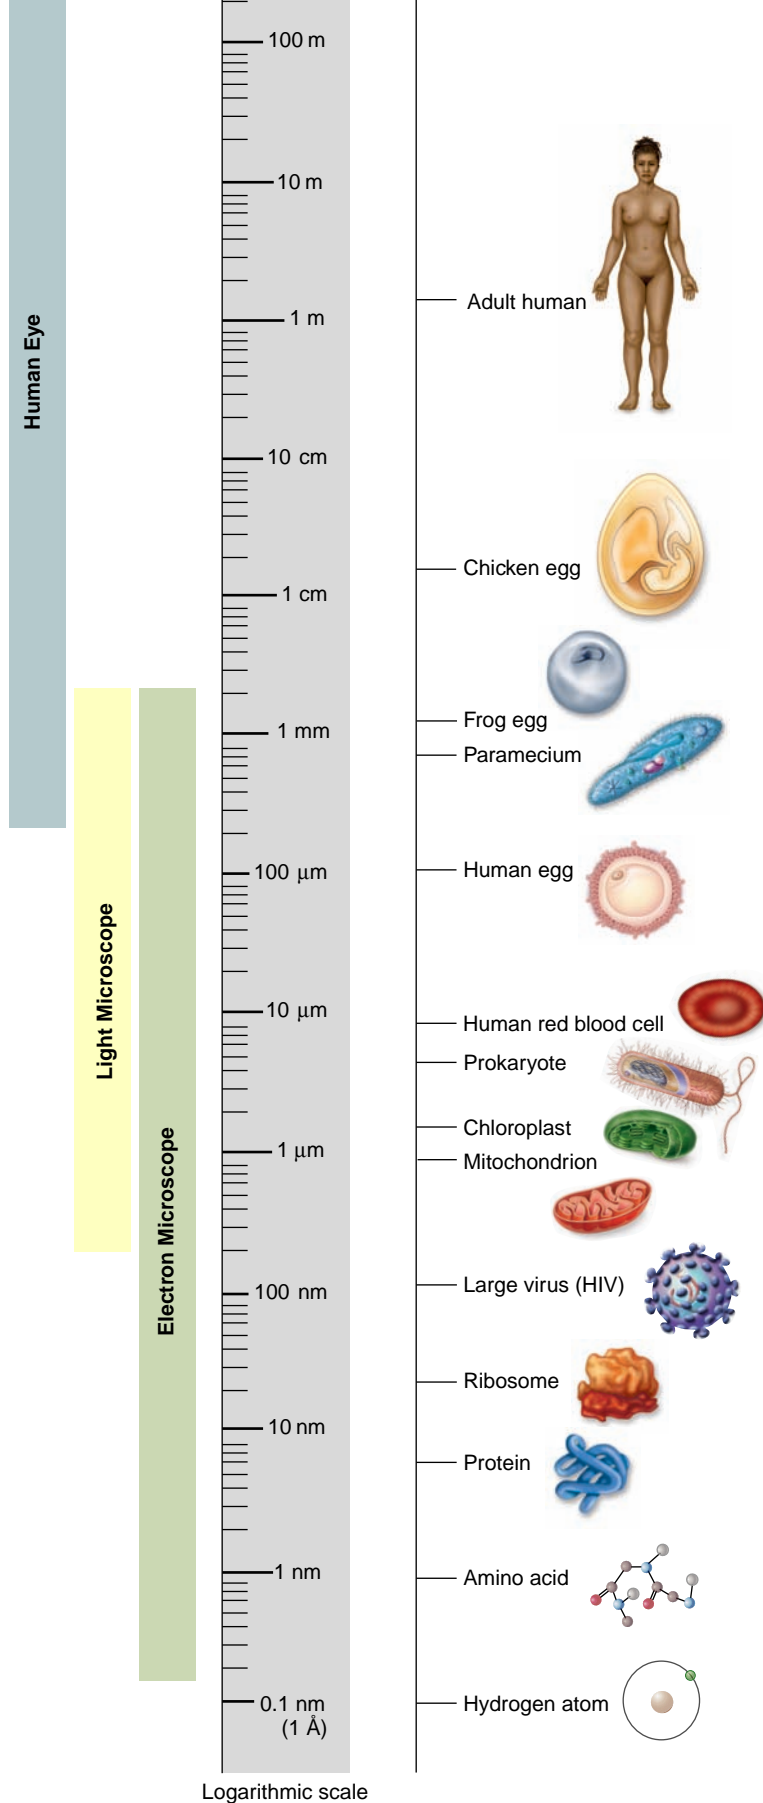 Human Eye
Light Microscope
Electron Microscope
100 m
10 m
1 m
10 cm
1 cm
1 mm
100 µm
10 µm
1 µm
100 nm
10 nm
1 nm
0.1 nm
(1 Å)
Logarithmic scale
Adult human
Chicken egg
Frog egg
Paramecium
Human egg
Human red blood cell
Prokaryote
Chloroplast
Mitochondrion
Large virus (HIV)
Ribosome
Protein
Amino acid
Hydrogen atom